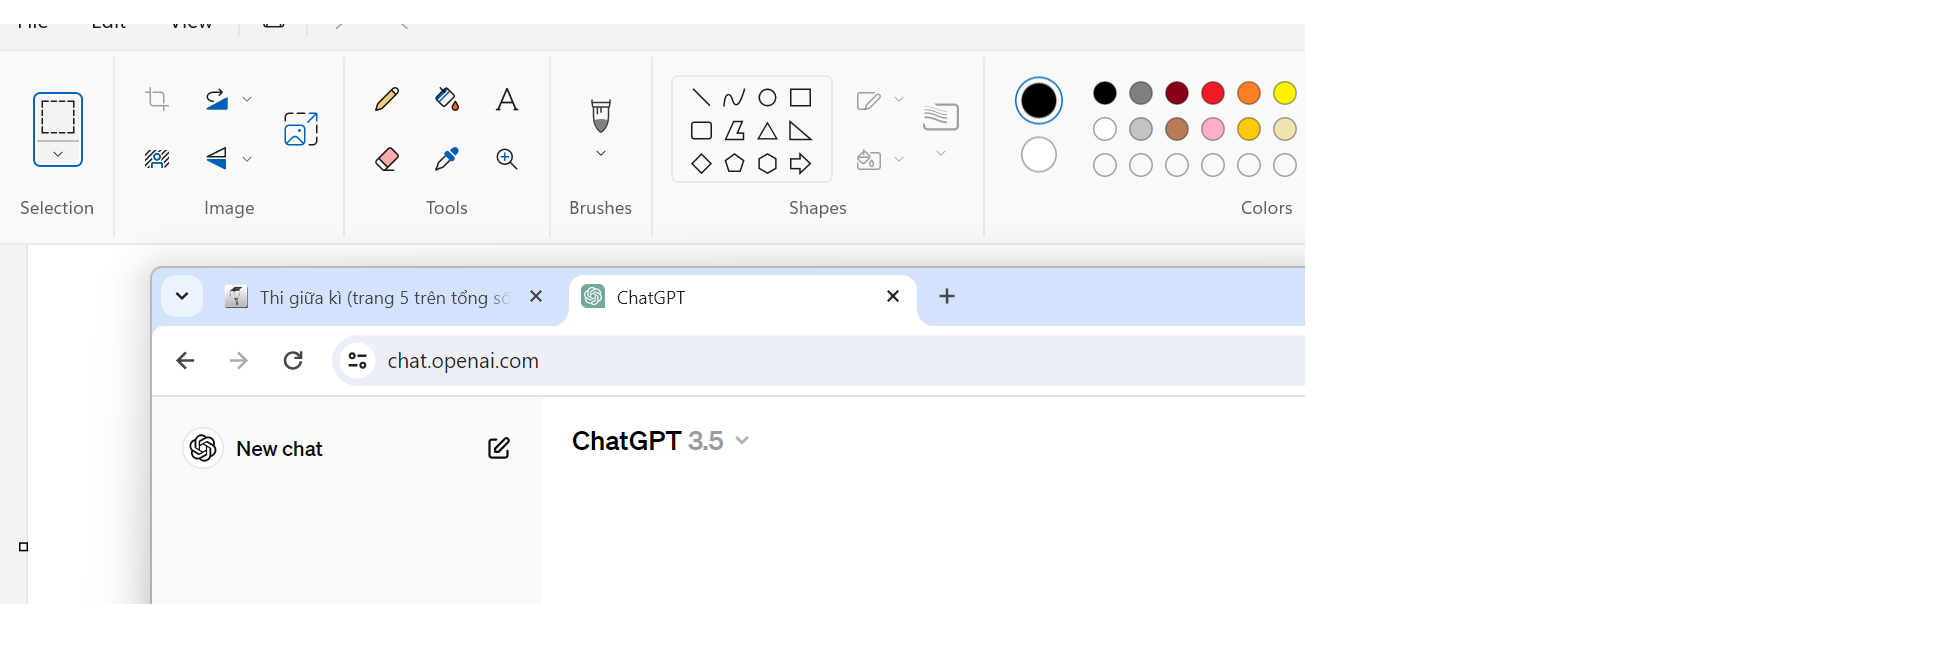 File Edit View
Selection Image Tools Brushes Shapes Colors
Thi giữa kì (trang 5 trên tổng số ChatGPT
chat.openai.com
New chat
ChatGPT 3.5